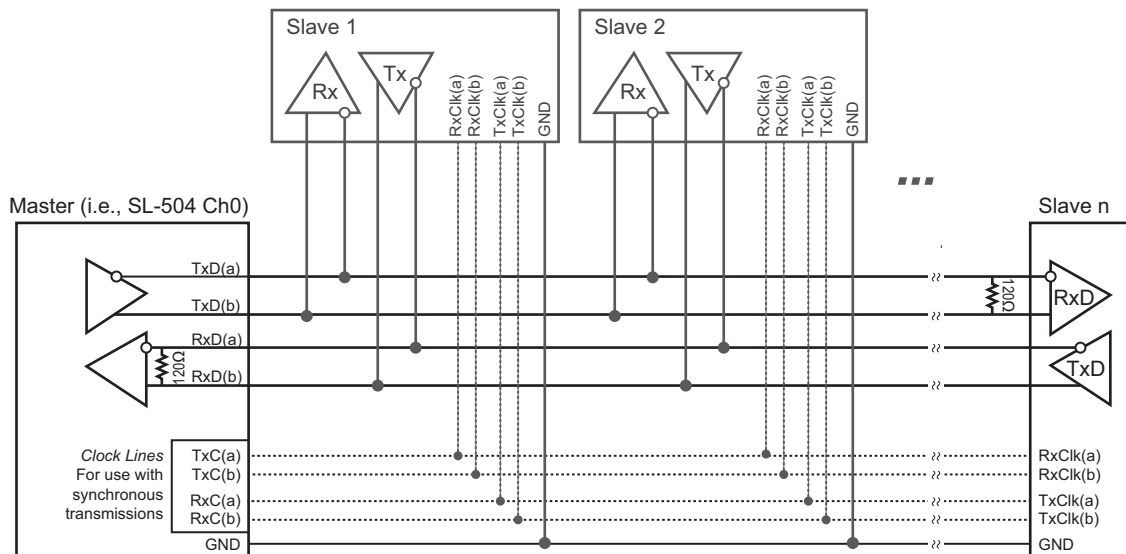 Slave 1
Rx
Tx
RxClk(a)
RxClk(b)
TxClk(a)
TxClk(b)
GND
Slave 2
Rx
Tx
RxClk(a)
RxClk(b)
TxClk(a)
TxClk(b)
GND
Master (i.e., SL-504 Ch0)
Slave n
TxD(a)
TxD(b)
120Ω
RxD
RxD(a)
RxD(b)
120Ω
TxD
Clock Lines
For use with
synchronous
transmissions
TxC(a)
TxC(b)
RxC(a)
RxC(b)
GND
RxClk(a)
RxClk(b)
TxClk(a)
TxClk(b)
GND